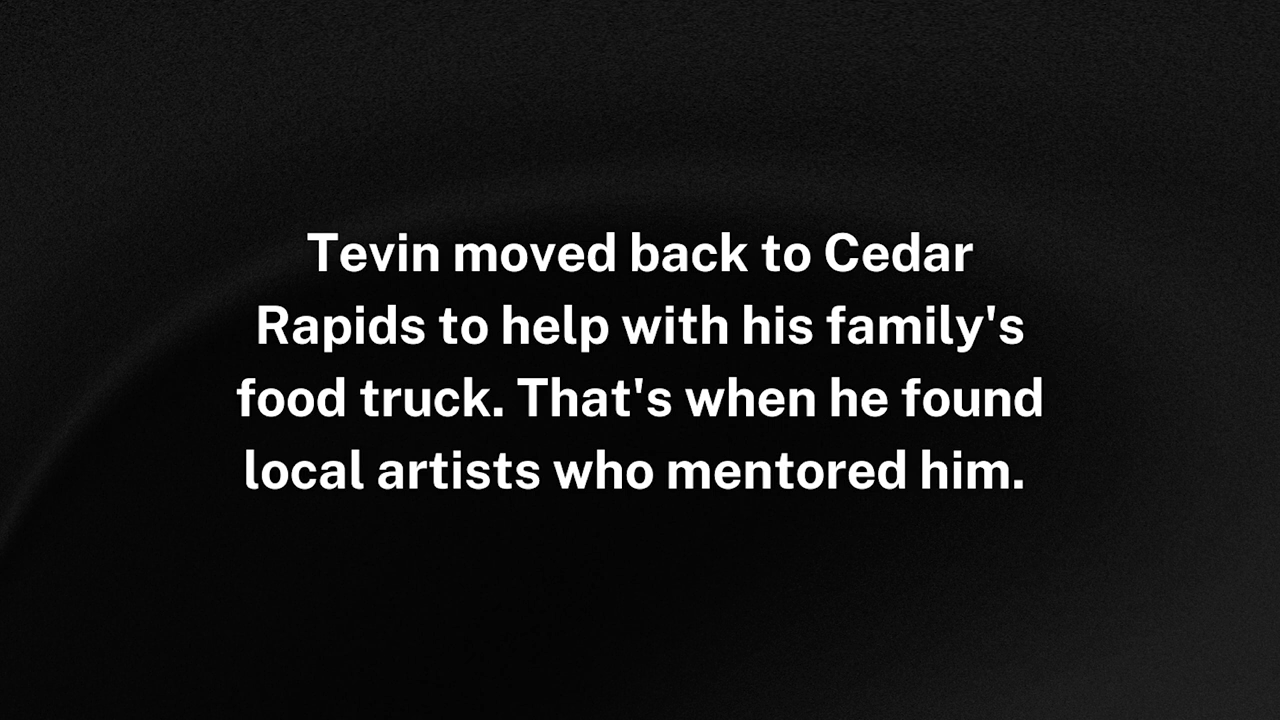 Tevin moved back to Cedar
Rapids to help with his family's
food truck. That's when he found
local artists who mentored him.